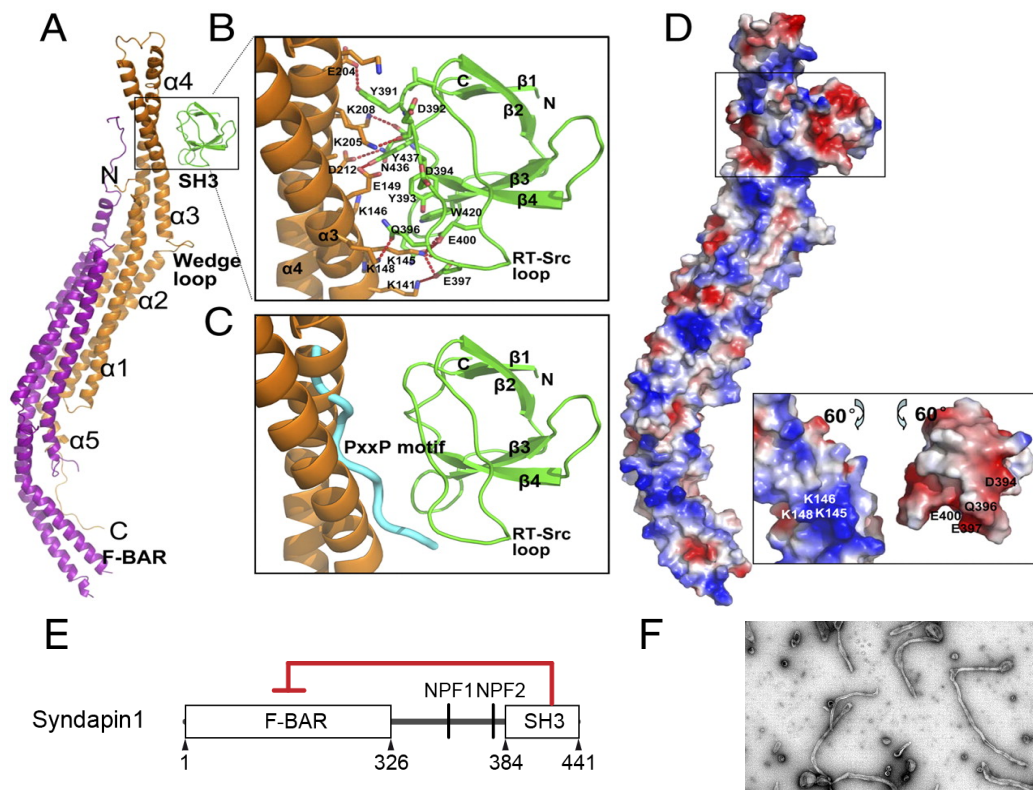 A
α4
N
SH3
α3
Wedge
loop
α2
α1
α5
C
F-BAR
B
E204
Y391
C
β1
N
β2
D392
K208
K205
Y437
D212
N436
D394
E149
β3
Y393
β4
K146
W420
α3
Q396
E400
RT-Src
loop
α4
K148
K145
K141
E397
C
C
β1
N
β2
PxxP motif
β3
β4
RT-Src
loop
D
60°
60°
K146
K148
K145
D394
Q396
E400
E397
E
Syndapin1
F-BAR
NPF1
NPF2
SH3
1
326
384
441
F